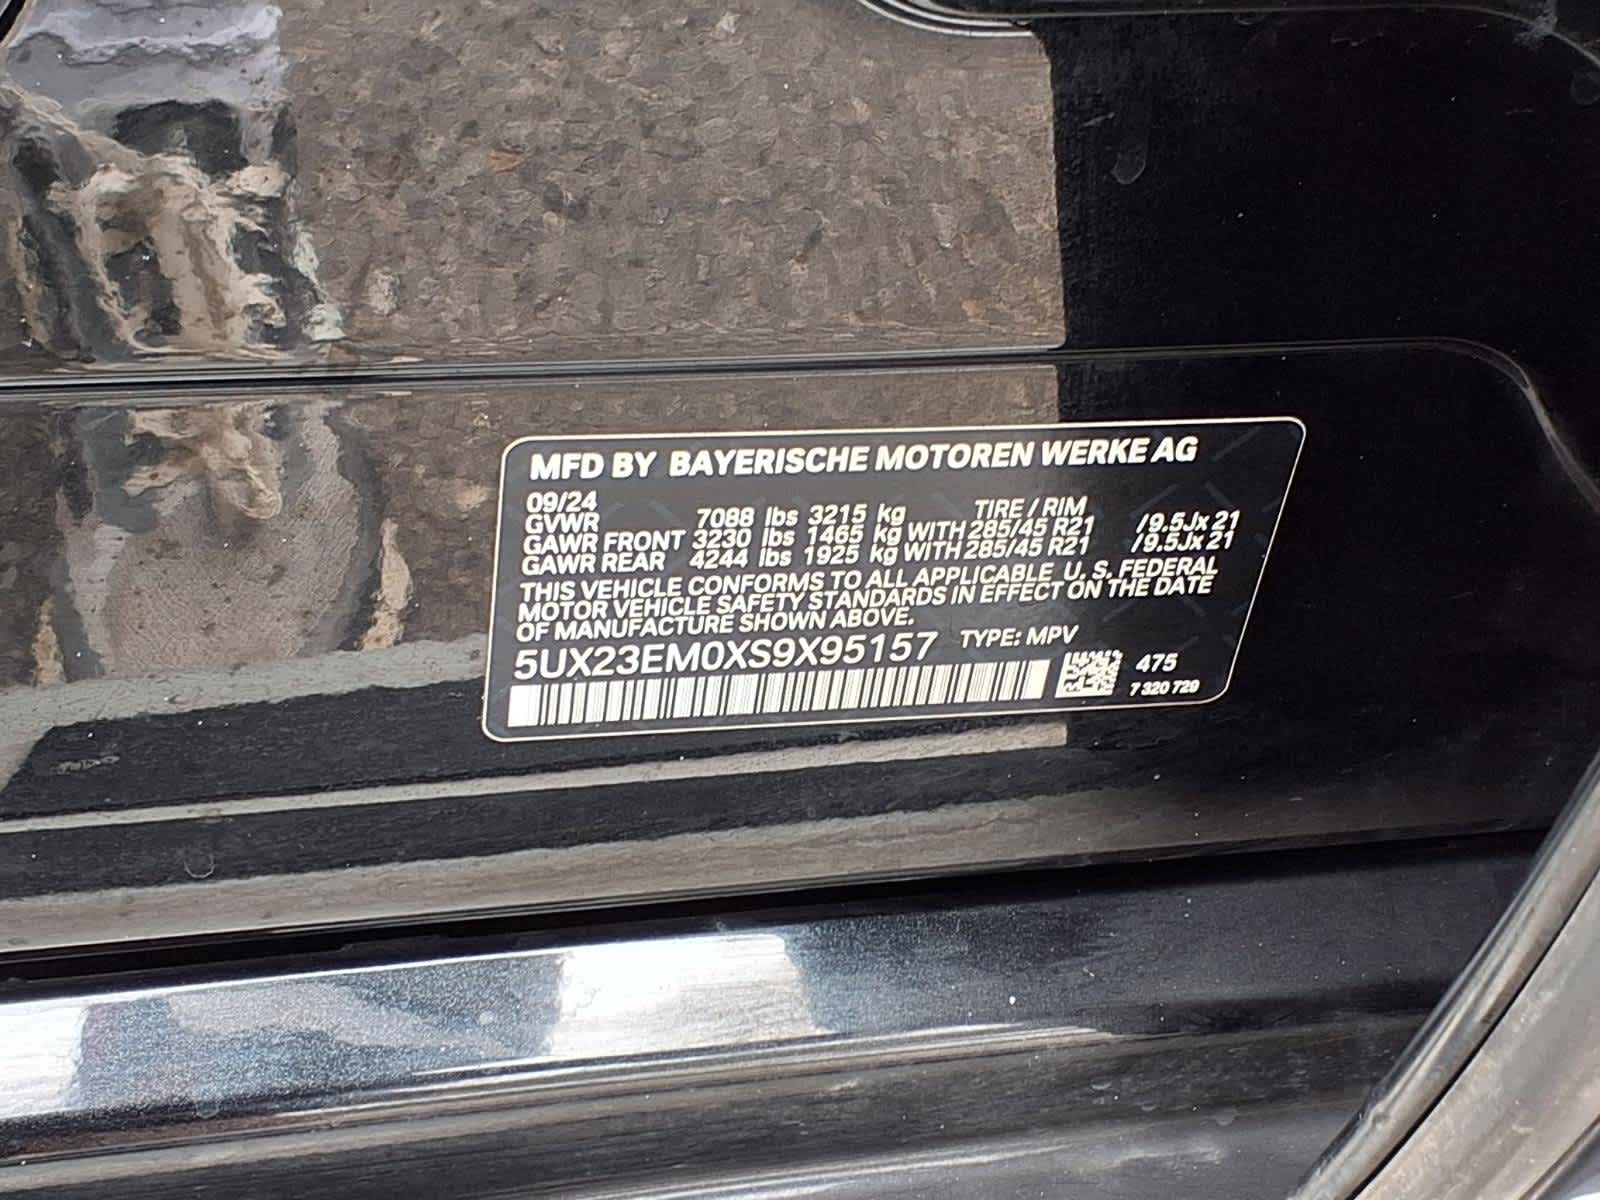 MFD BY BAYERISCHE MOTOREN WERKE AG
09/24 TIRE / RIM
GVWR 7088 lbs 3215 kg
GAWR FRONT 3230 lbs 1465 kg WITH 285/45 R21 /9.5Jx21
GAWR REAR 4244 lbs 1925 kg WITH 285/45 R21 /9.5Jx21
THIS VEHICLE CONFORMS TO ALL APPLICABLE U. S. FEDERAL
MOTOR VEHICLE SAFETY STANDARDS IN EFFECT ON THE DATE
OF MANUFACTURE SHOWN ABOVE.
5UX23EM0XS9X95157 TYPE: MPV
475
7 320 729